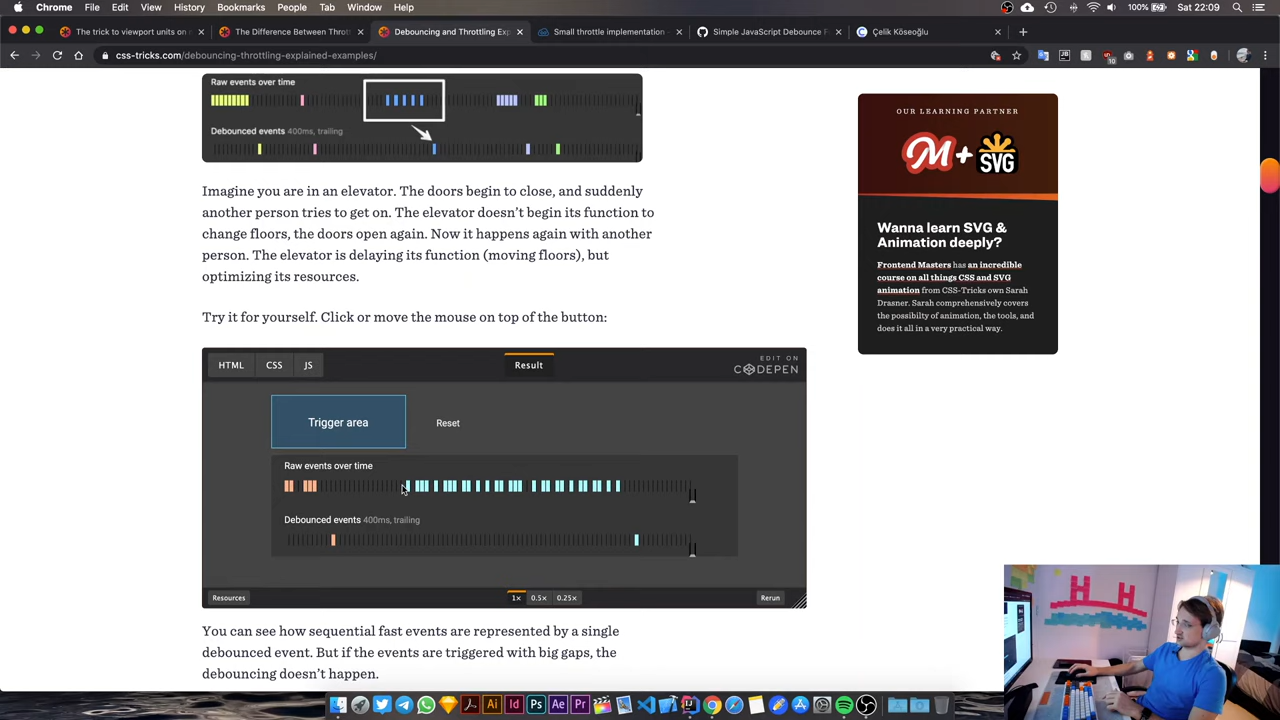 Chrome File Edit View History Bookmarks People Tab Window Help
100% Sat 22:09
The trick to viewport units on m
The Difference Between Thrott
Debouncing and Throttling Exp
Small throttle implementation -
Simple JavaScript Debounce F
Çelik Köseoğlu
css-tricks.com/debouncing-throttling-explained-examples/
Raw events over time
Debounced events 400ms, trailing
Imagine you are in an elevator. The doors begin to close, and suddenly
another person tries to get on. The elevator doesn't begin its function to
change floors, the doors open again. Now it happens again with another
person. The elevator is delaying its function (moving floors), but
optimizing its resources.
Try it for yourself. Click or move the mouse on top of the button:
HTML CSS JS Result EDIT ON
CODEPEN
Trigger area Reset
Raw events over time
Debounced events 400ms, trailing
Resources 1× 0.5× 0.25× Rerun
You can see how sequential fast events are represented by a single
debounced event. But if the events are triggered with big gaps, the
debouncing doesn't happen.
OUR LEARNING PARTNER
M + SVG
Wanna learn SVG &
Animation deeply?
Frontend Masters has an incredible
course on all things CSS and SVG
animation from CSS-Tricks own Sarah
Drasner. Sarah comprehensively covers
the possibilty of animation, the tools, and
does it all in a very practical way.
Ai Id Ps Ae Pr